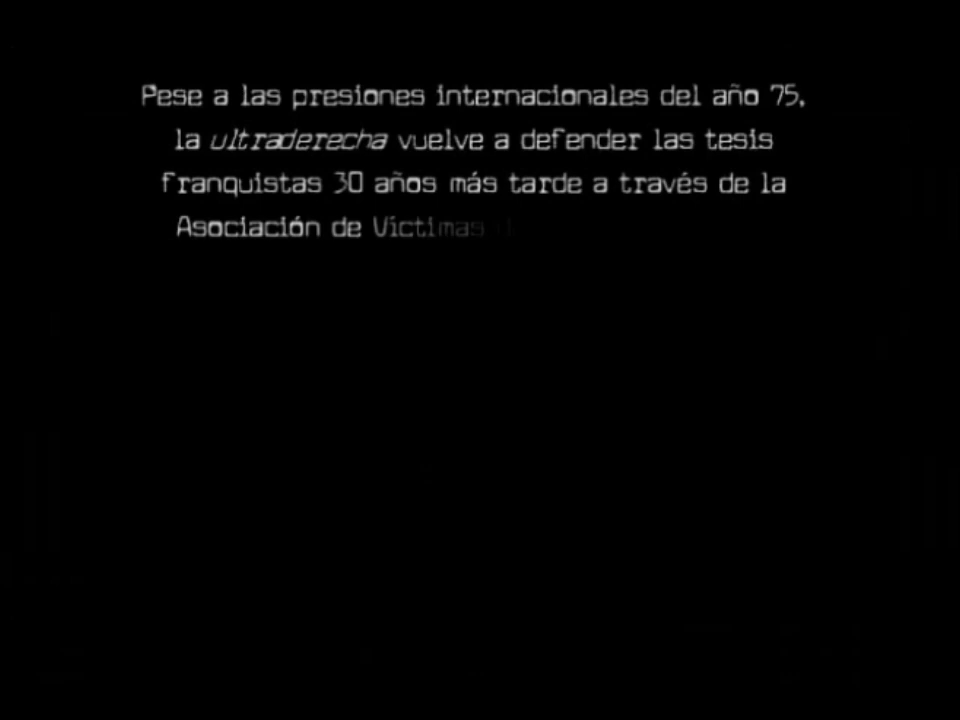 Pese a las presiones internacionales del año 75,
la ultraderecha vuelve a defender las tesis
franquistas 30 años más tarde a través de la
Asociación de Víctimas